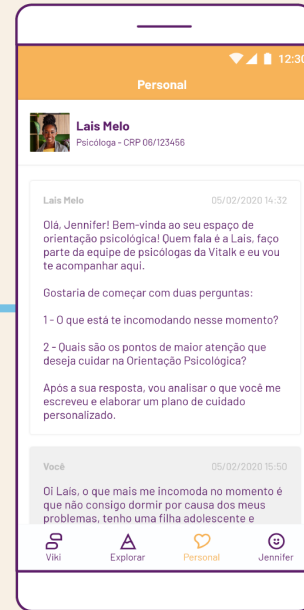 12:30
Personal
Lais Melo
Psicóloga - CRP 06/123456
Lais Melo 05/02/2020 14:32
Olá, Jennifer! Bem-vinda ao seu espaço de
orientação psicológica! Quem fala é a Laís, faço
parte da equipe de psicólogas da Vitalk e eu vou
te acompanhar aqui.
Gostaria de começar com duas perguntas:
1 - O que está te incomodando nesse momento?
2 - Quais são os pontos de maior atenção que
deseja cuidar na Orientação Psicológica?
Após a sua resposta, vou analisar o que você me
escreveu e elaborar um plano de cuidado
personalizado.
Você 05/02/2020 15:50
Oi Laís, o que mais me incomoda no momento é
que não consigo dormir por causa dos meus
problemas, tenho uma filha adolescente e
Viki Explorar Personal Jennifer